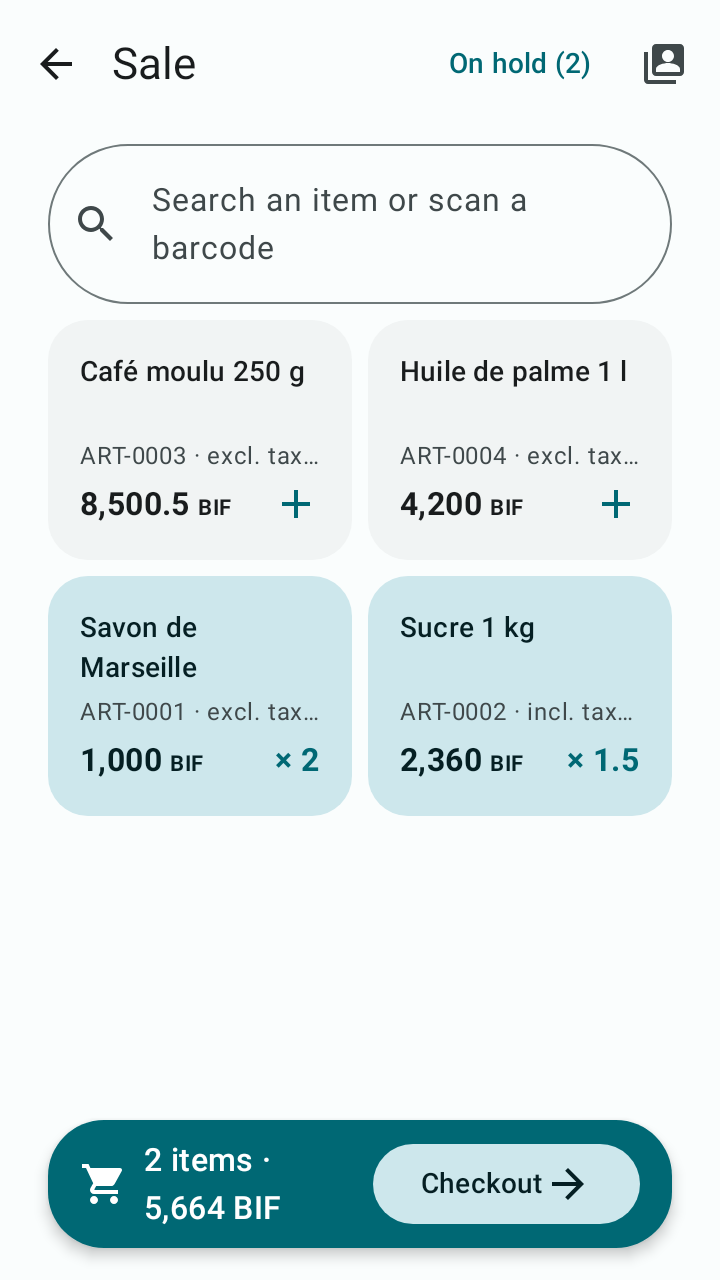 Sale
On hold (2)
Search an item or scan a
barcode
Café moulu 250 g
ART-0003 · excl. tax…
8,500.5 BIF
Huile de palme 1 l
ART-0004 · excl. tax…
4,200 BIF
Savon de
Marseille
ART-0001 · excl. tax…
1,000 BIF × 2
Sucre 1 kg
ART-0002 · incl. tax…
2,360 BIF × 1.5
2 items ·
5,664 BIF
Checkout